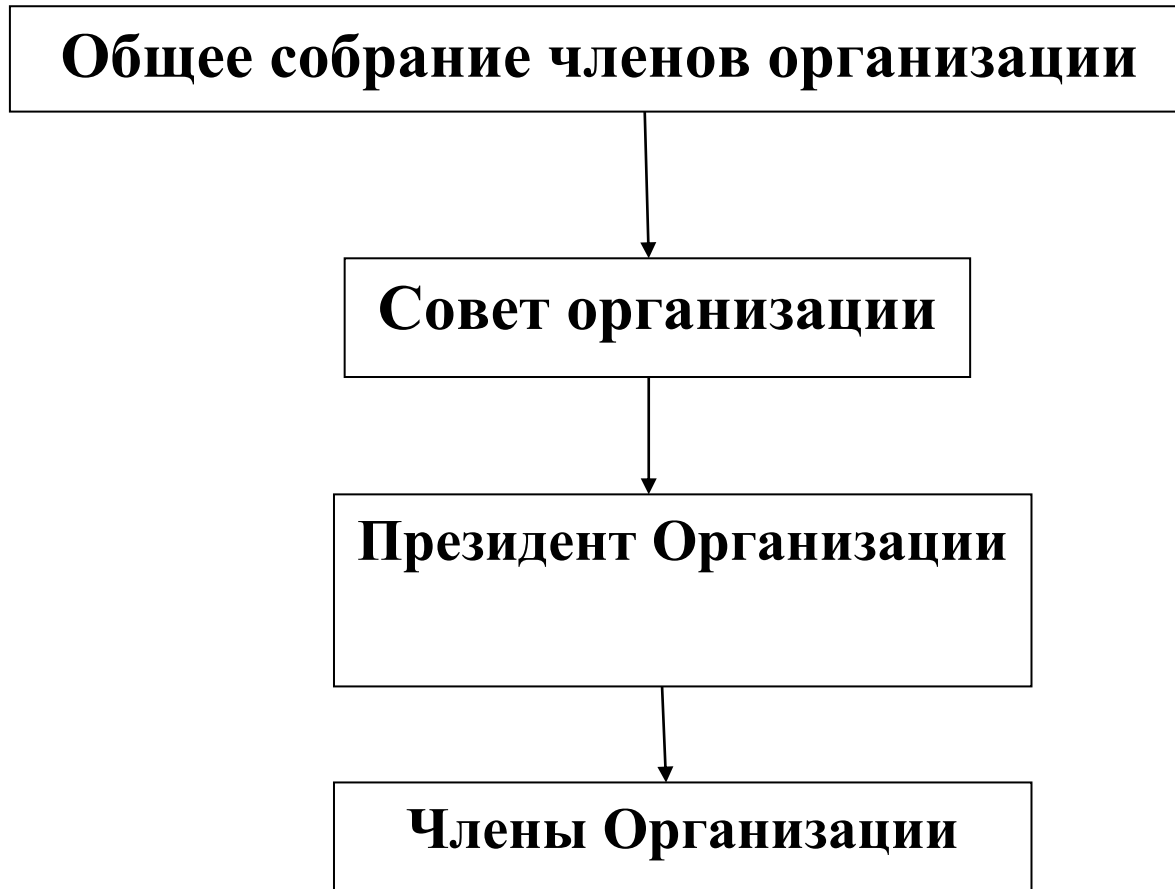 Общее собрание членов организации
Совет организации
Президент Организации
Члены Организации